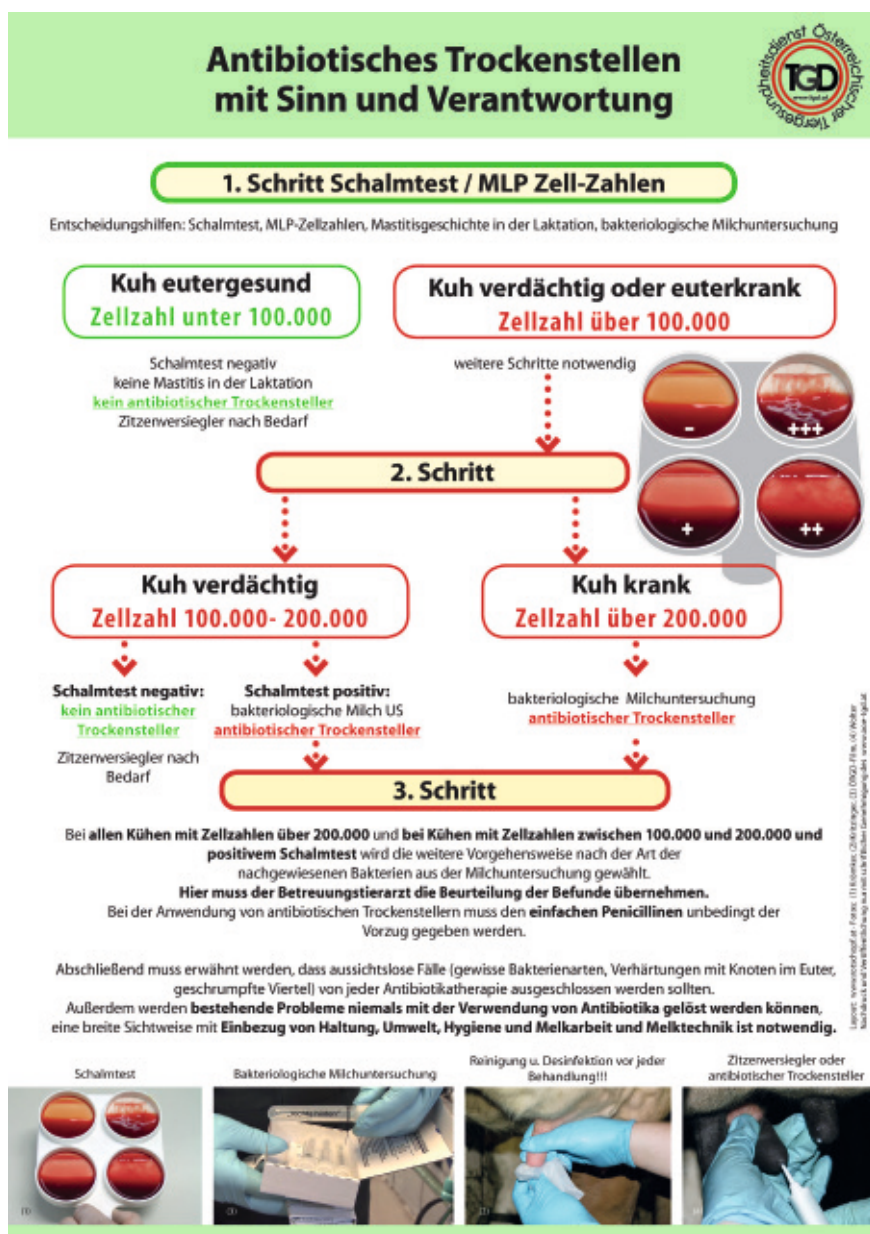 Antibiotisches Trockenstellen
mit Sinn und Verantwortung
Tiergesundheitsdienst Österreichischer
TGD
www.tgd.at
1. Schritt Schalmtest / MLP Zell-Zahlen
Entscheidungshilfen: Schalmtest, MLP-Zellzahlen, Mastitisgeschichte in der Laktation, bakteriologische Milchuntersuchung
Kuh eutergesund
Zellzahl unter 100.000
Kuh verdächtig oder euterkrank
Zellzahl über 100.000
Schalmtest negativ
keine Mastitis in der Laktation
kein antibiotischer Trockensteller
Zitzenversiegler nach Bedarf
weitere Schritte notwendig
-
+++
+
++
2. Schritt
Kuh verdächtig
Zellzahl 100.000- 200.000
Kuh krank
Zellzahl über 200.000
Schalmtest negativ:
kein antibiotischer
Trockensteller
Zitzenversiegler nach
Bedarf
Schalmtest positiv:
bakteriologische Milch US
antibiotischer Trockensteller
bakteriologische Milchuntersuchung
antibiotischer Trockensteller
3. Schritt
Bei allen Kühen mit Zellzahlen über 200.000 und bei Kühen mit Zellzahlen zwischen 100.000 und 200.000 und
positivem Schalmtest wird die weitere Vorgehensweise nach der Art der
nachgewiesenen Bakterien aus der Milchuntersuchung gewählt.
Hier muss der Betreuungstierarzt die Beurteilung der Befunde übernehmen.
Bei der Anwendung von antibiotischen Trockenstellern muss den einfachen Penicillinen unbedingt der
Vorzug gegeben werden.
Abschließend muss erwähnt werden, dass aussichtslose Fälle (gewisse Bakterienarten, Verhärtungen mit Knoten im Euter,
geschrumpfte Viertel) von jeder Antibiotikatherapie ausgeschlossen werden sollten.
Außerdem werden bestehende Probleme niemals mit der Verwendung von Antibiotika gelöst werden können,
eine breite Sichtweise mit Einbezug von Haltung, Umwelt, Hygiene und Melkarbeit und Melktechnik ist notwendig.
Schalmtest
Bakteriologische Milchuntersuchung
Reinigung u. Desinfektion vor jeder
Behandlung!!!
Zitzenversiegler oder
antibiotischer Trockensteller
(1)
(3)
(2)
(4)